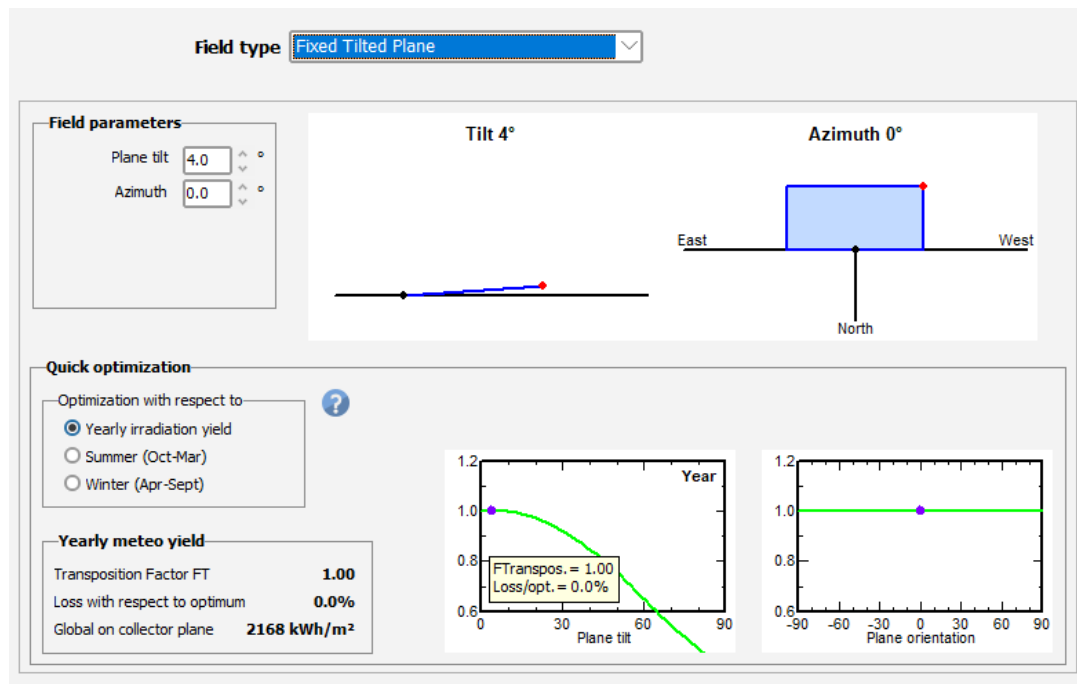 Field type Fixed Tilted Plane
Field parameters
Plane tilt 4.0 °
Azimuth 0.0 °
Tilt 4°
Azimuth 0°
East West
North
Quick optimization
Optimization with respect to
Yearly irradiation yield
Summer (Oct-Mar)
Winter (Apr-Sept)
?
Yearly meteo yield
Transposition Factor FT 1.00
Loss with respect to optimum 0.0%
Global on collector plane 2168 kWh/m²
Year
1.2
1.0
0.8
0.6
FTranspos.= 1.00
Loss/opt.= 0.0%
0 30 60 90
Plane tilt
1.2
1.0
0.8
0.6
-90 -60 -30 0 30 60 90
Plane orientation